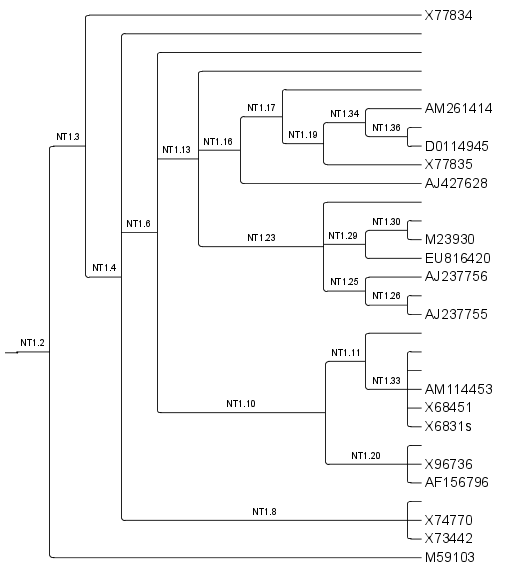 X77834
NT1.17
NT1.34
AM261414
NT1.36
NT1.3
NT1.13
NT1.16
NT1.19
D0114945
X77835
AJ427628
NT1.6
NT1.30
NT1.23
NT1.29
M23930
EU816420
NT1.4
NT1.25
AJ237756
NT1.26
AJ237755
NT1.2
NT1.11
NT1.33
AM114453
NT1.10
X68451
X6831s
NT1.20
X96736
AF156796
NT1.8
X74770
X73442
M59103